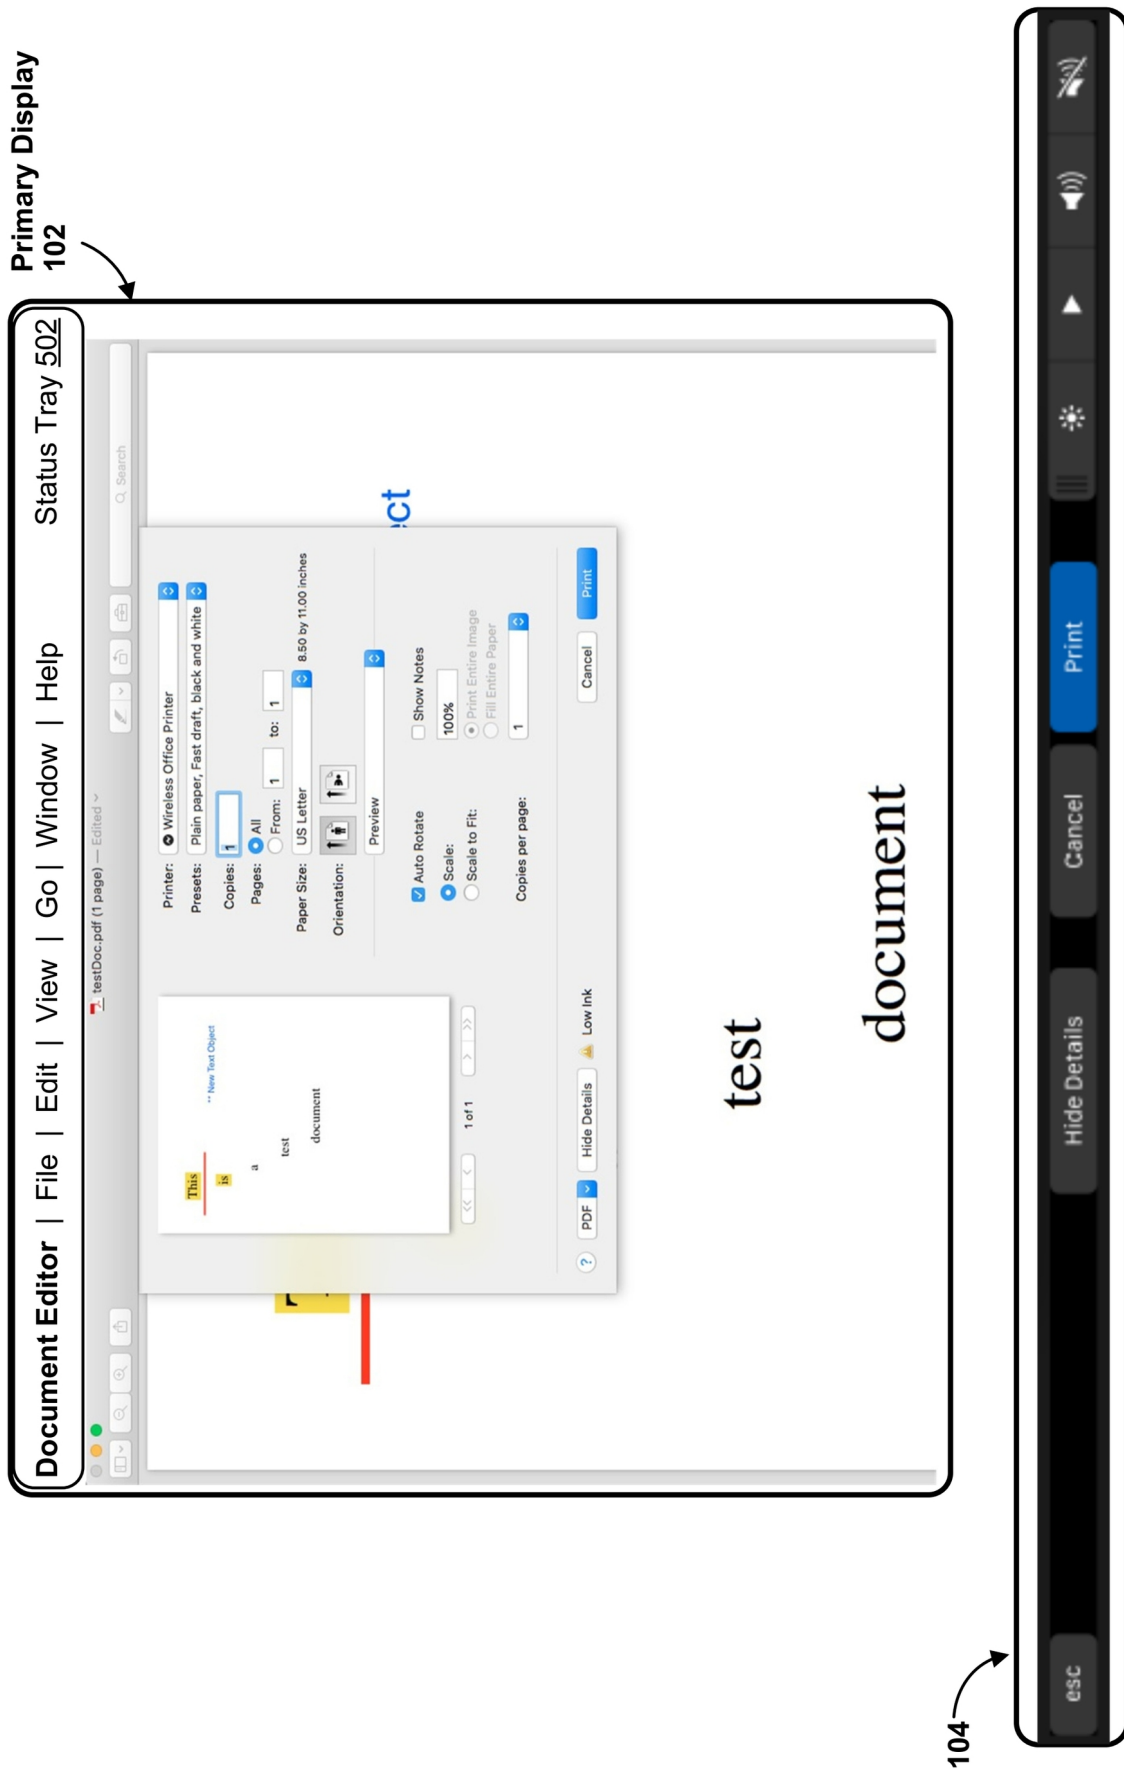 Primary Display
102
Document Editor | File | Edit | View | Go | Window | Help
Status Tray 502
testDoc.pdf (1 page) — Edited
Search
This
is
a
test
document
** New Text Object
1 of 1
Printer: Wireless Office Printer
Presets: Plain paper, Fast draft, black and white
Copies: 1
Pages: All
From: 1 to: 1
Paper Size: US Letter 8.50 by 11.00 inches
Orientation:
Preview
Auto Rotate
Show Notes
Scale: 100%
Scale to Fit: Print Entire Image
Fill Entire Paper
Copies per page: 1
? PDF Hide Details Low Ink Cancel Print
ect
test
document
104
esc Hide Details Cancel Print